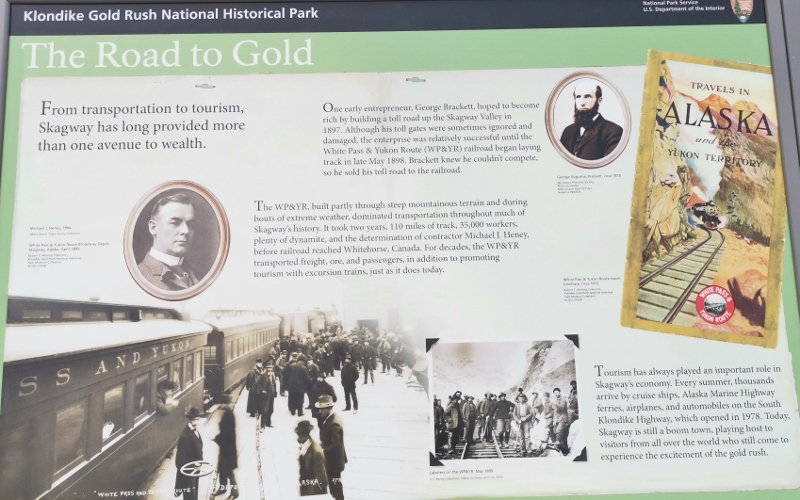 Klondike Gold Rush National Historical Park
National Park Service
U.S. Department of the Interior
The Road to Gold
From transportation to tourism,
Skagway has long provided more
than one avenue to wealth.
One early entrepreneur, George Brackett, hoped to become
rich by building a toll road up the Skagway Valley in
1897. Although his toll gates were sometimes ignored and
damaged, the enterprise was relatively successful until the
White Pass & Yukon Route (WP&YR) railroad began laying
track in late May 1898. Brackett knew he couldn't compete,
so he sold his toll road to the railroad.
The WP&YR, built partly through steep mountainous terrain and during
bouts of extreme weather, dominated transportation throughout much of
Skagway's history. It took two years, 110 miles of track, 35,000 workers,
plenty of dynamite, and the determination of contractor Michael J. Heney,
before railroad reached Whitehorse, Canada. For decades, the WP&YR
transported freight, ore, and passengers, in addition to promoting
tourism with excursion trains, just as it does today.
TRAVELS IN
ALASKA
and the
YUKON TERRITORY
WHITE PASS &
YUKON ROUTE
SS AND YUKON
"WHITE PASS AND
ROUTE"
ALASKA.
Tourism has always played an important role in
Skagway's economy. Every summer, thousands
arrive by cruise ships, Alaska Marine Highway
ferries, airplanes, and automobiles on the South
Klondike Highway, which opened in 1978. Today,
Skagway is still a boom town, playing host to
visitors from all over the world who still come to
experience the excitement of the gold rush.